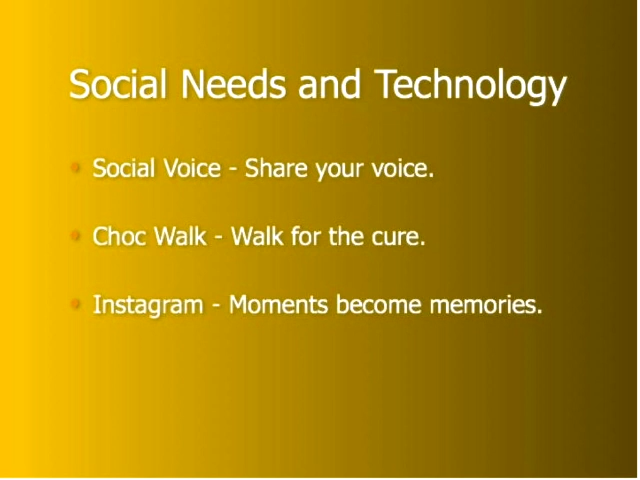 Social Needs and Technology
• Social Voice - Share your voice.
• Choc Walk - Walk for the cure.
• Instagram - Moments become memories.